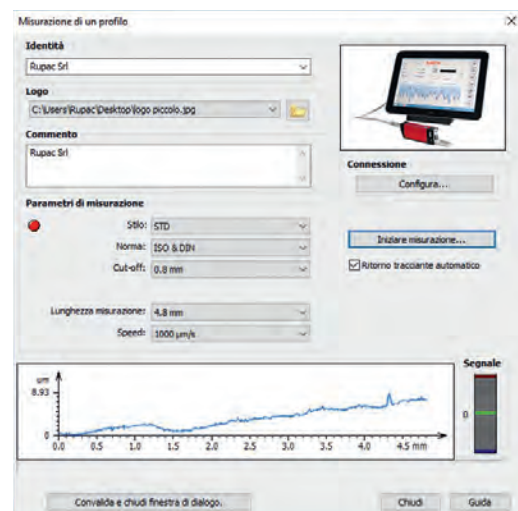 Misurazione di un profilo
Identità
Rupac Srl
Logo
C:\Users\Rupac\Desktop\logo piccolo.jpg
Commento
Rupac Srl
Connessione
Configura...
Parametri di misurazione
Stilo: STD
Norma: ISO & DIN
Cut-off: 0.8 mm
Iniziare misurazione...
Ritorno tracciante automatico
Lunghezza misurazione: 4.8 mm
Speed: 1000 µm/s
Segnale
um
8.93
0
0
0.0 0.5 1.0 1.5 2.0 2.5 3.0 3.5 4.0 4.5 mm
Convalida e chiudi finestra di dialogo.
Chiudi
Guida